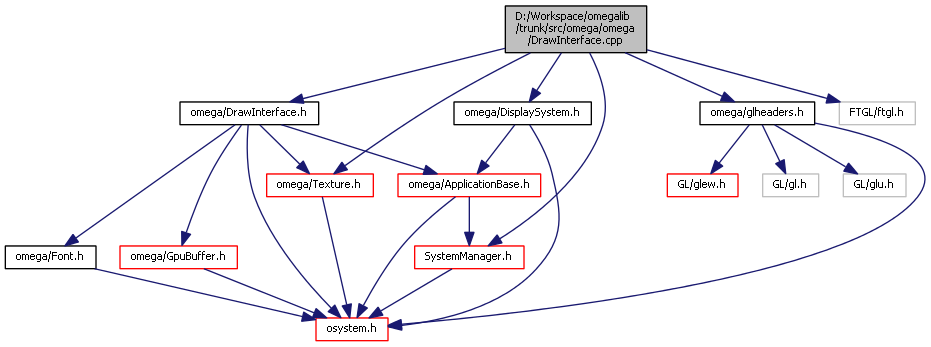 D:/Workspace/omegalib
/trunk/src/omega/omega
/DrawInterface.cpp
omega/DrawInterface.h
omega/DisplaySystem.h
omega/glheaders.h
FTGL/ftgl.h
omega/Texture.h
omega/ApplicationBase.h
GL/glew.h
GL/gl.h
GL/glu.h
omega/Font.h
omega/GpuBuffer.h
SystemManager.h
osystem.h